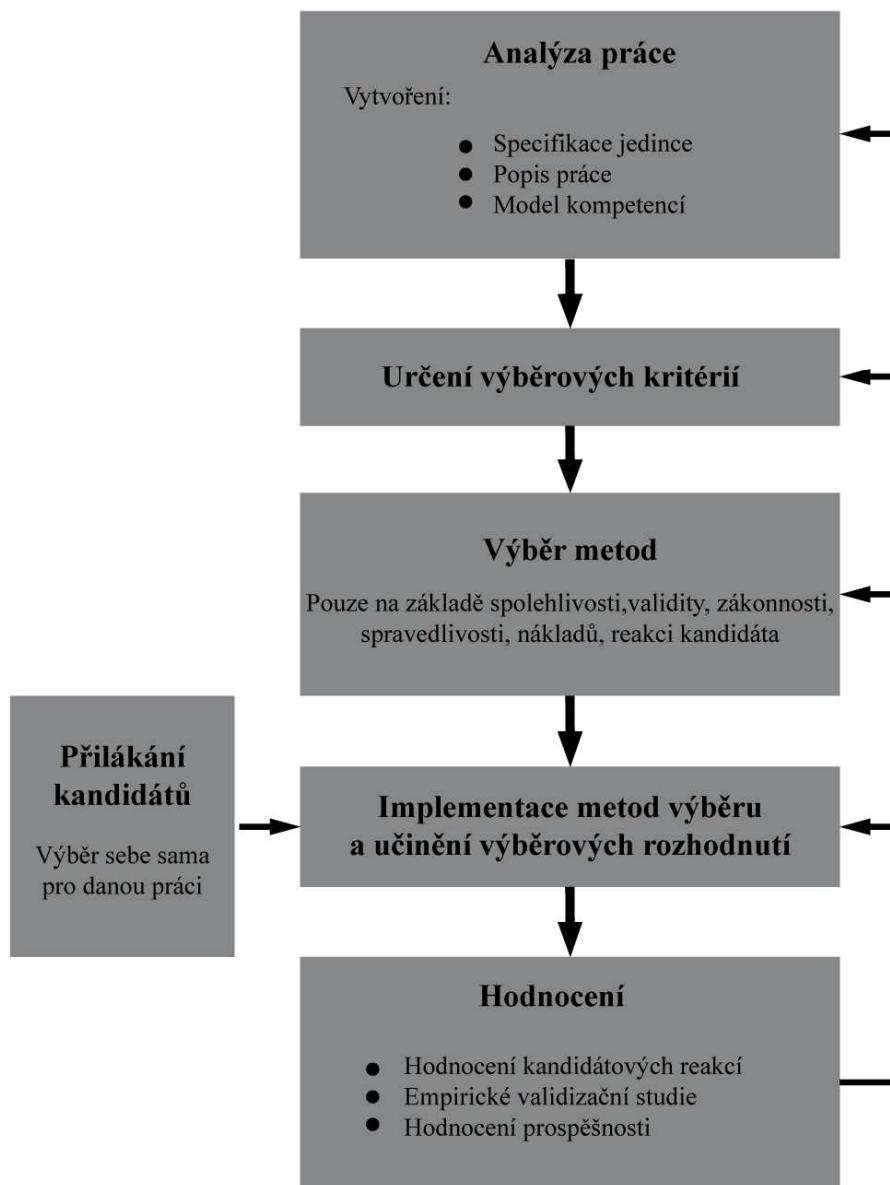 Analýza práce
Vytvoření:
● Specifikace jedince
● Popis práce
● Model kompetencí
Určení výběrových kritérií
Výběr metod
Pouze na základě spolehlivosti,validity, zákonnosti,
spravedlivosti, nákladů, reakci kandidáta
Přilákání
kandidátů
Výběr sebe sama
pro danou práci
Implementace metod výběru
a učinění výběrových rozhodnutí
Hodnocení
● Hodnocení kandidátových reakcí
● Empirické validizační studie
● Hodnocení prospěšnosti